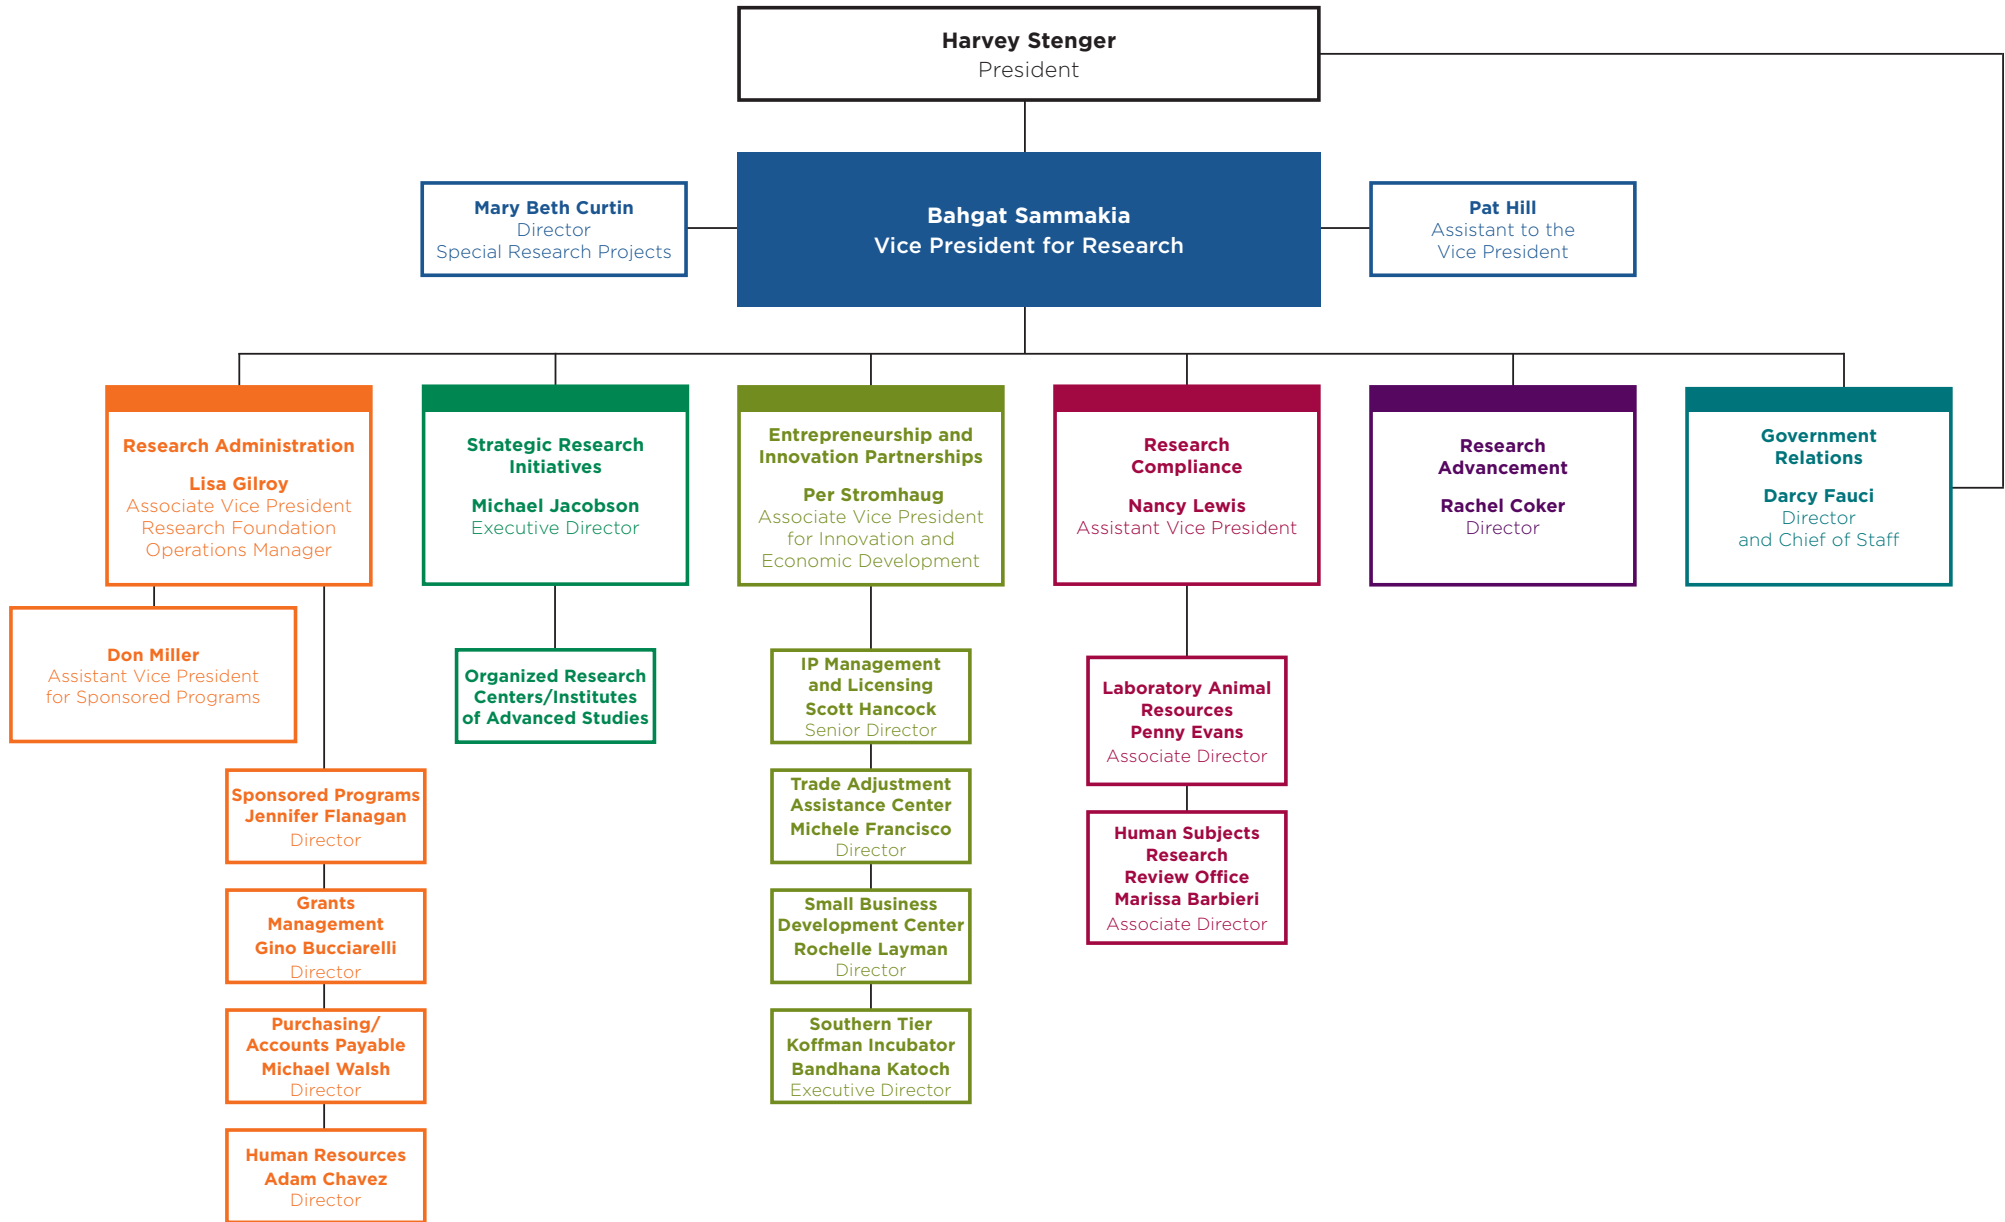 Harvey Stenger
President
Mary Beth Curtin
Director
Special Research Projects
Bahgat Sammakia
Vice President for Research
Pat Hill
Assistant to the
Vice President
Research Administration
Lisa Gilroy
Associate Vice President
Research Foundation
Operations Manager
Strategic Research
Initiatives
Michael Jacobson
Executive Director
Entrepreneurship and
Innovation Partnerships
Per Stromhaug
Associate Vice President
for Innovation and
Economic Development
Research
Compliance
Nancy Lewis
Assistant Vice President
Research
Advancement
Rachel Coker
Director
Government
Relations
Darcy Fauci
Director
and Chief of Staff
Don Miller
Assistant Vice President
for Sponsored Programs
Sponsored Programs
Jennifer Flanagan
Director
Grants
Management
Gino Bucciarelli
Director
Purchasing/
Accounts Payable
Michael Walsh
Director
Human Resources
Adam Chavez
Director
Organized Research
Centers/Institutes
of Advanced Studies
IP Management
and Licensing
Scott Hancock
Senior Director
Trade Adjustment
Assistance Center
Michele Francisco
Director
Small Business
Development Center
Rochelle Layman
Director
Southern Tier
Koffman Incubator
Bandhana Katoch
Executive Director
Laboratory Animal
Resources
Penny Evans
Associate Director
Human Subjects
Research
Review Office
Marissa Barbieri
Associate Director